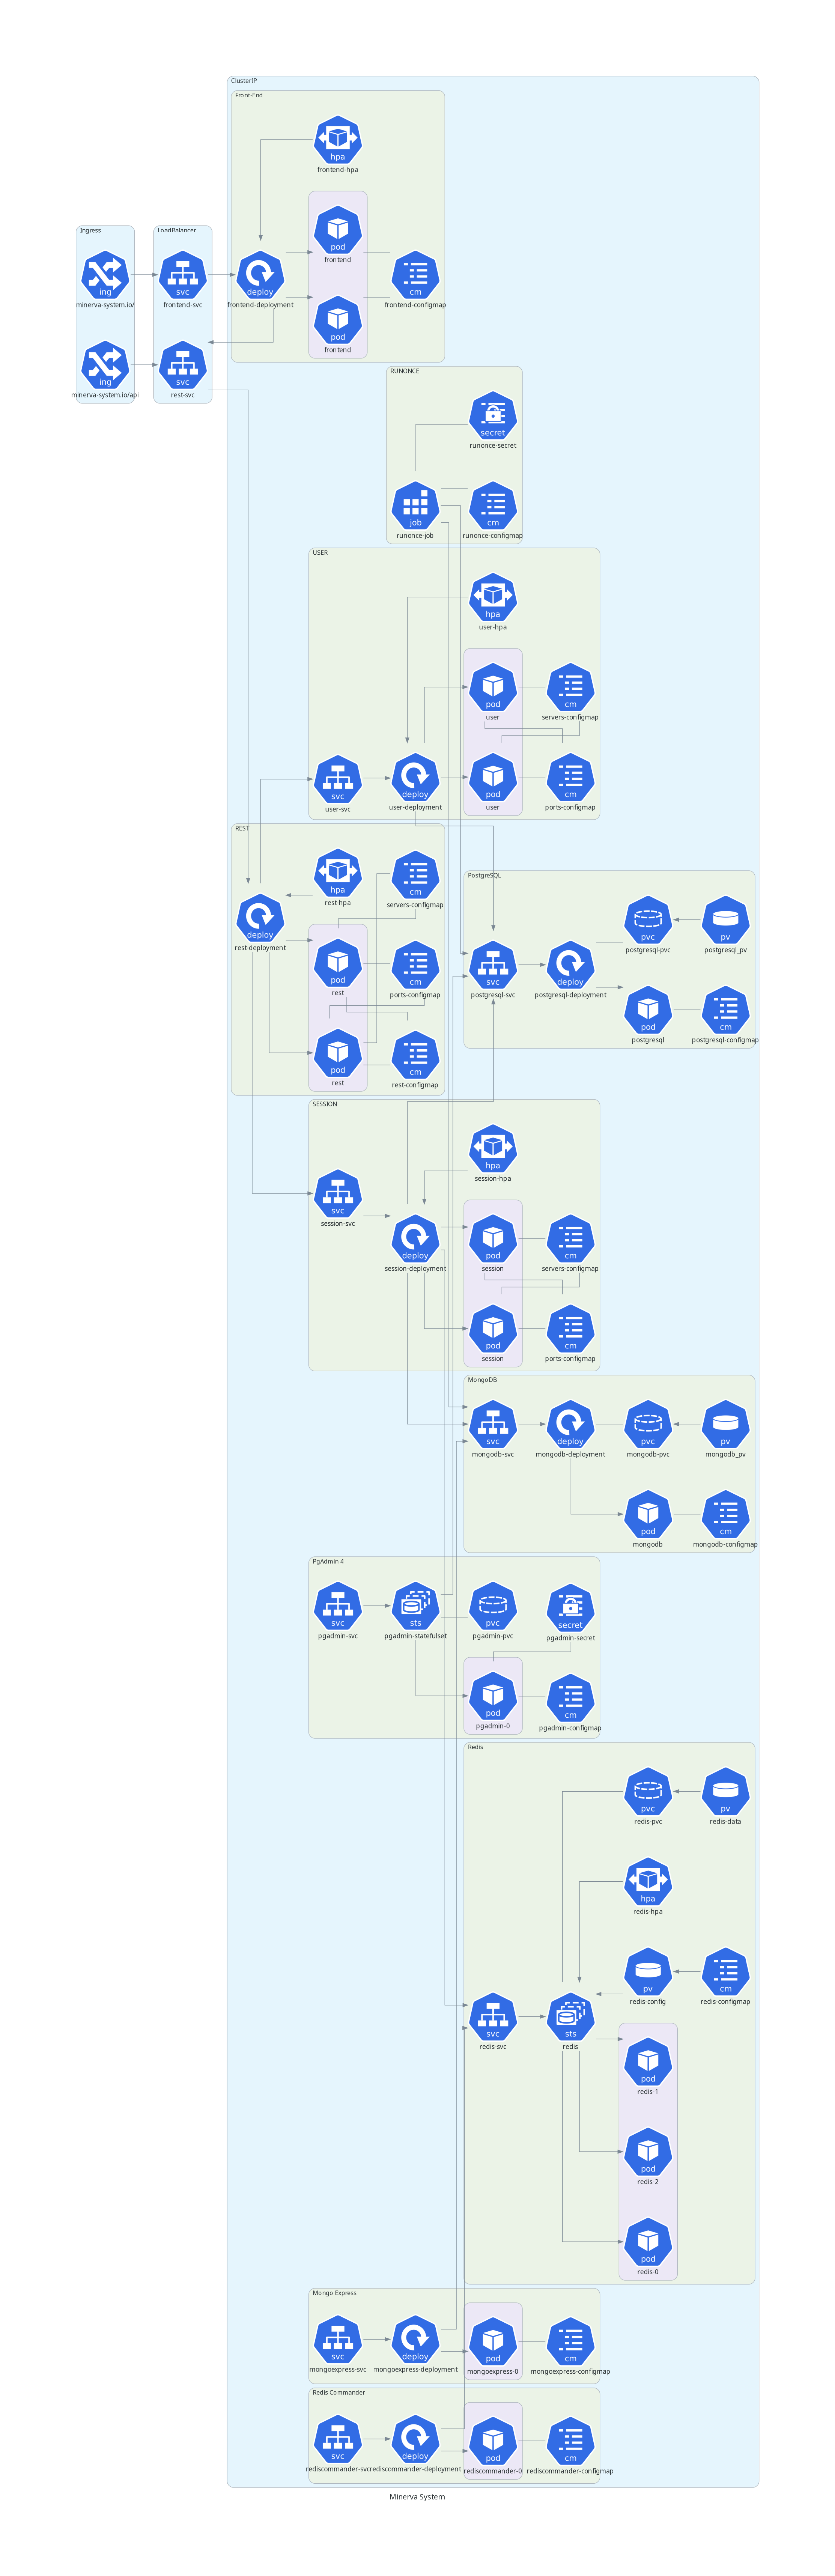 ClusterIP
Front-End
hpa
frontend-hpa
Ingress
LoadBalancer
ing
minerva-system.io/
svc
frontend-svc
deploy
frontend-deployment
pod
frontend
cm
frontend-configmap
pod
frontend
ing
minerva-system.io/api
svc
rest-svc
RUNONCE
secret
runonce-secret
job
runonce-job
cm
runonce-configmap
USER
hpa
user-hpa
pod
user
cm
servers-configmap
svc
user-svc
deploy
user-deployment
pod
user
cm
ports-configmap
REST
hpa
rest-hpa
cm
servers-configmap
deploy
rest-deployment
pod
rest
cm
ports-configmap
pod
rest
cm
rest-configmap
PostgreSQL
pvc
postgresql-pvc
pv
postgresql_pv
svc
postgresql-svc
deploy
postgresql-deployment
pod
postgresql
cm
postgresql-configmap
SESSION
hpa
session-hpa
svc
session-svc
deploy
session-deployment
pod
session
cm
servers-configmap
pod
session
cm
ports-configmap
MongoDB
svc
mongodb-svc
deploy
mongodb-deployment
pvc
mongodb-pvc
pv
mongodb_pv
pod
mongodb
cm
mongodb-configmap
PgAdmin 4
svc
pgadmin-svc
sts
pgadmin-statefulset
pvc
pgadmin-pvc
secret
pgadmin-secret
pod
pgadmin-0
cm
pgadmin-configmap
Redis
pvc
redis-pvc
pv
redis-data
hpa
redis-hpa
pv
redis-config
cm
redis-configmap
svc
redis-svc
sts
redis
pod
redis-1
pod
redis-2
pod
redis-0
Mongo Express
svc
mongoexpress-svc
deploy
mongoexpress-deployment
pod
mongoexpress-0
cm
mongoexpress-configmap
Redis Commander
svc
rediscommander-svc
deploy
rediscommander-deployment
pod
rediscommander-0
cm
rediscommander-configmap
Minerva System